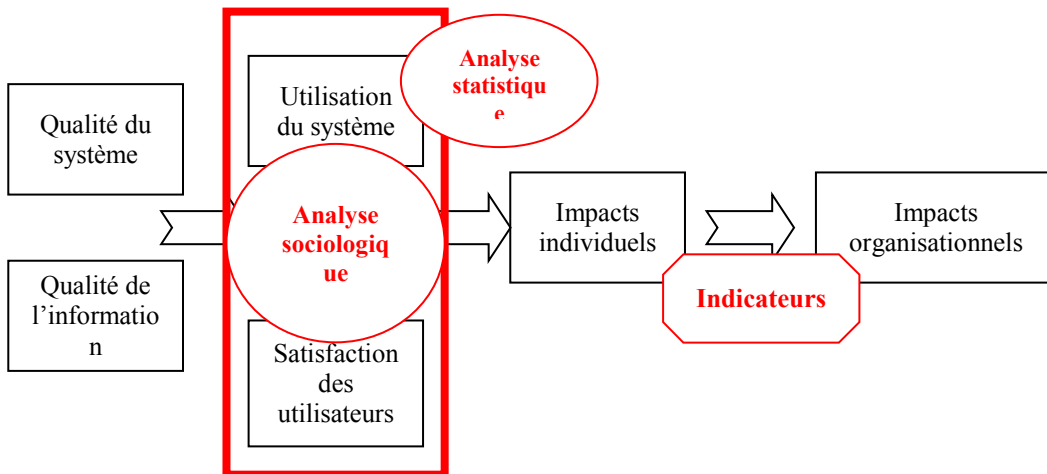 Qualité du
système
Qualité de
l’informatio
n
Utilisation
du système
Analyse
statistiqu
e
Analyse
sociologiq
ue
Satisfaction
des
utilisateurs
Impacts
individuels
Indicateurs
Impacts
organisationnels